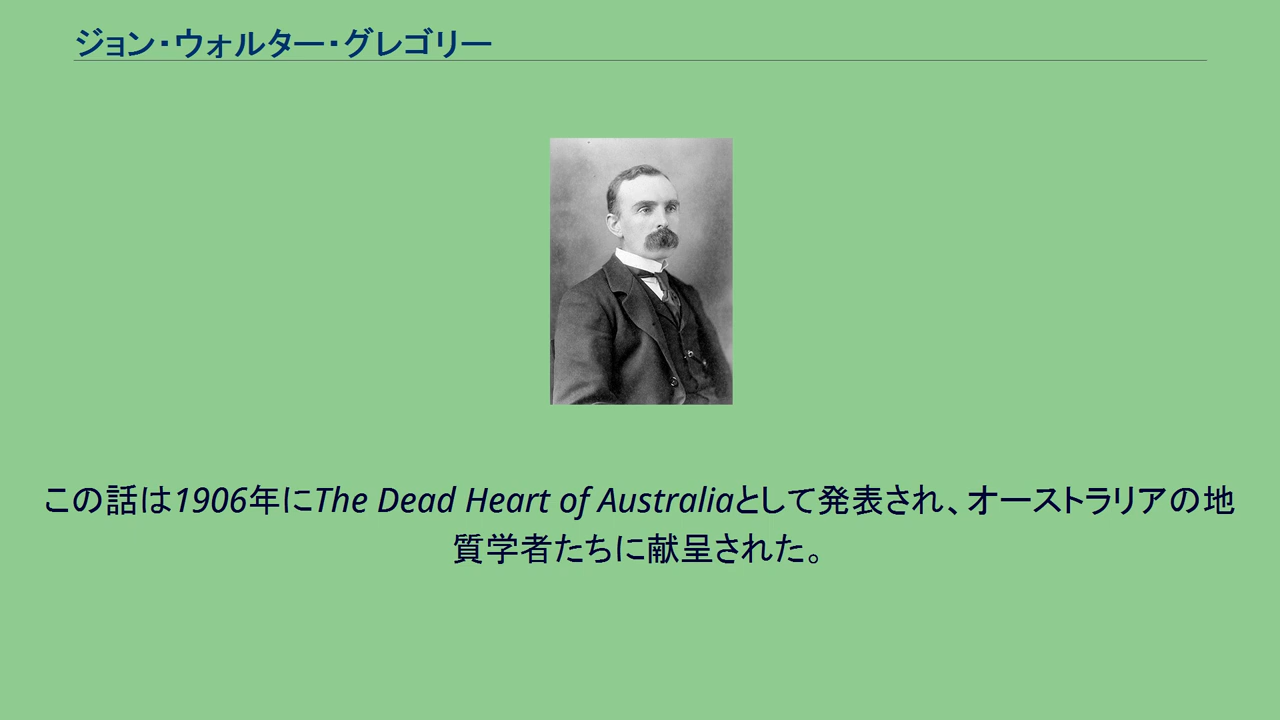 ジョン・ウォルター・グレゴリー
この話は1906年にThe Dead Heart of Australiaとして発表され、オーストラリアの地
質学者たちに献呈された。